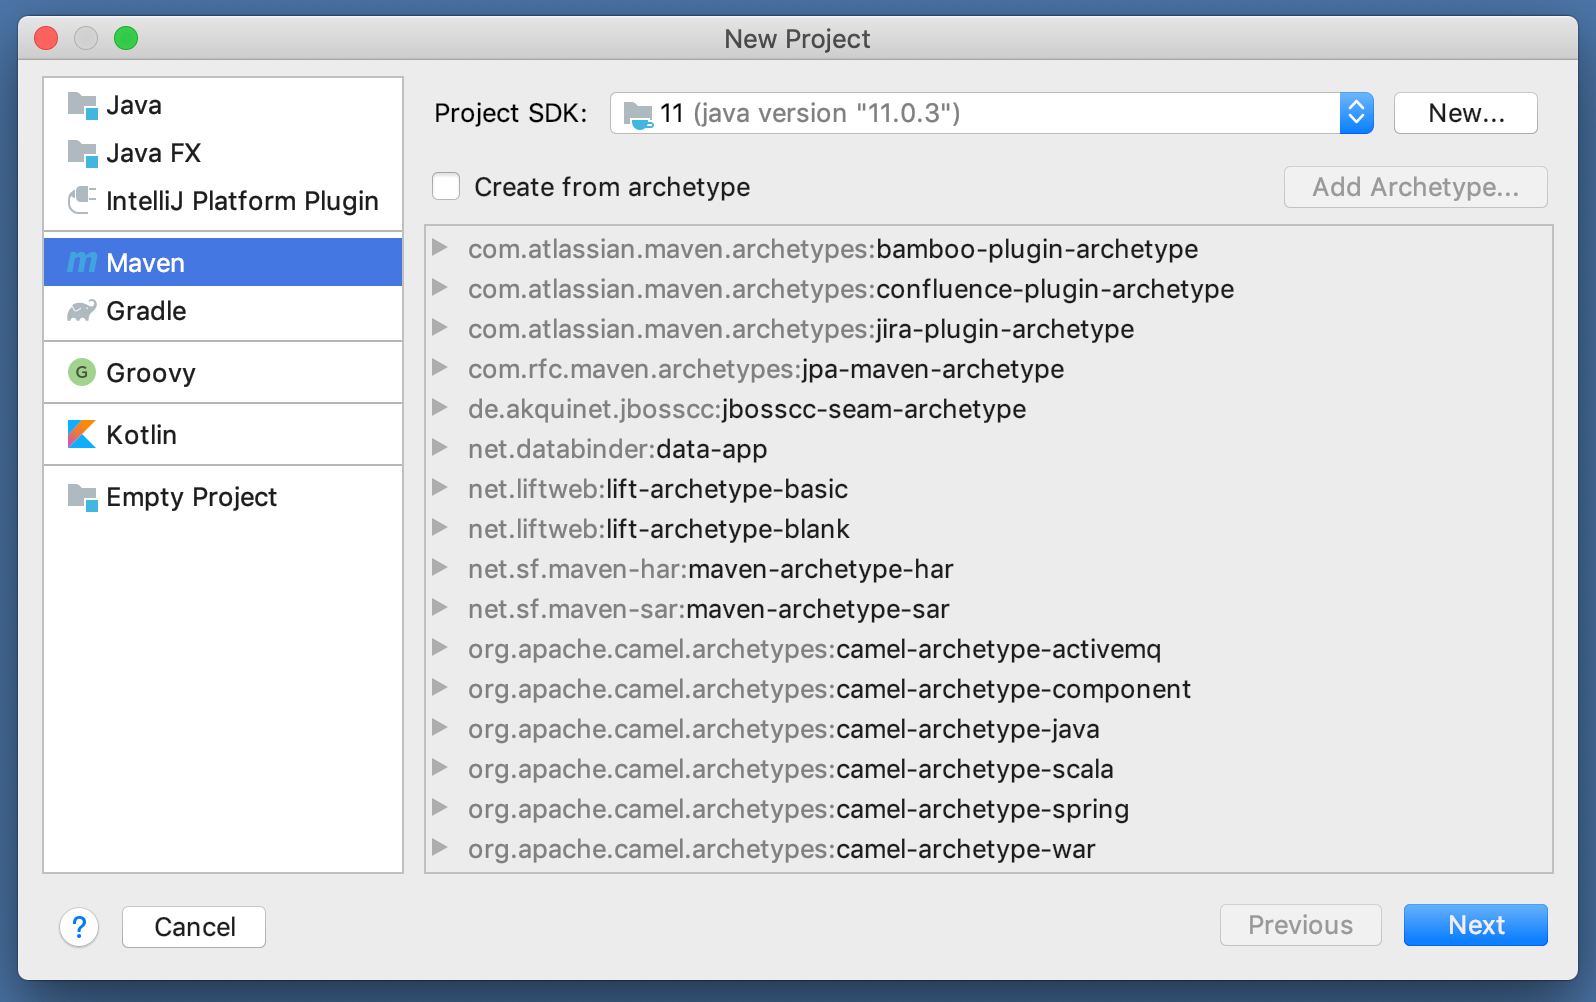 New Project
Java
Java FX
IntelliJ Platform Plugin
m Maven
Gradle
G Groovy
Kotlin
Empty Project
Project SDK: 11 (java version "11.0.3") New...
Create from archetype Add Archetype...
com.atlassian.maven.archetypes:bamboo-plugin-archetype
com.atlassian.maven.archetypes:confluence-plugin-archetype
com.atlassian.maven.archetypes:jira-plugin-archetype
com.rfc.maven.archetypes:jpa-maven-archetype
de.akquinet.jbosscc:jbosscc-seam-archetype
net.databinder:data-app
net.liftweb:lift-archetype-basic
net.liftweb:lift-archetype-blank
net.sf.maven-har:maven-archetype-har
net.sf.maven-sar:maven-archetype-sar
org.apache.camel.archetypes:camel-archetype-activemq
org.apache.camel.archetypes:camel-archetype-component
org.apache.camel.archetypes:camel-archetype-java
org.apache.camel.archetypes:camel-archetype-scala
org.apache.camel.archetypes:camel-archetype-spring
org.apache.camel.archetypes:camel-archetype-war
? Cancel Previous Next